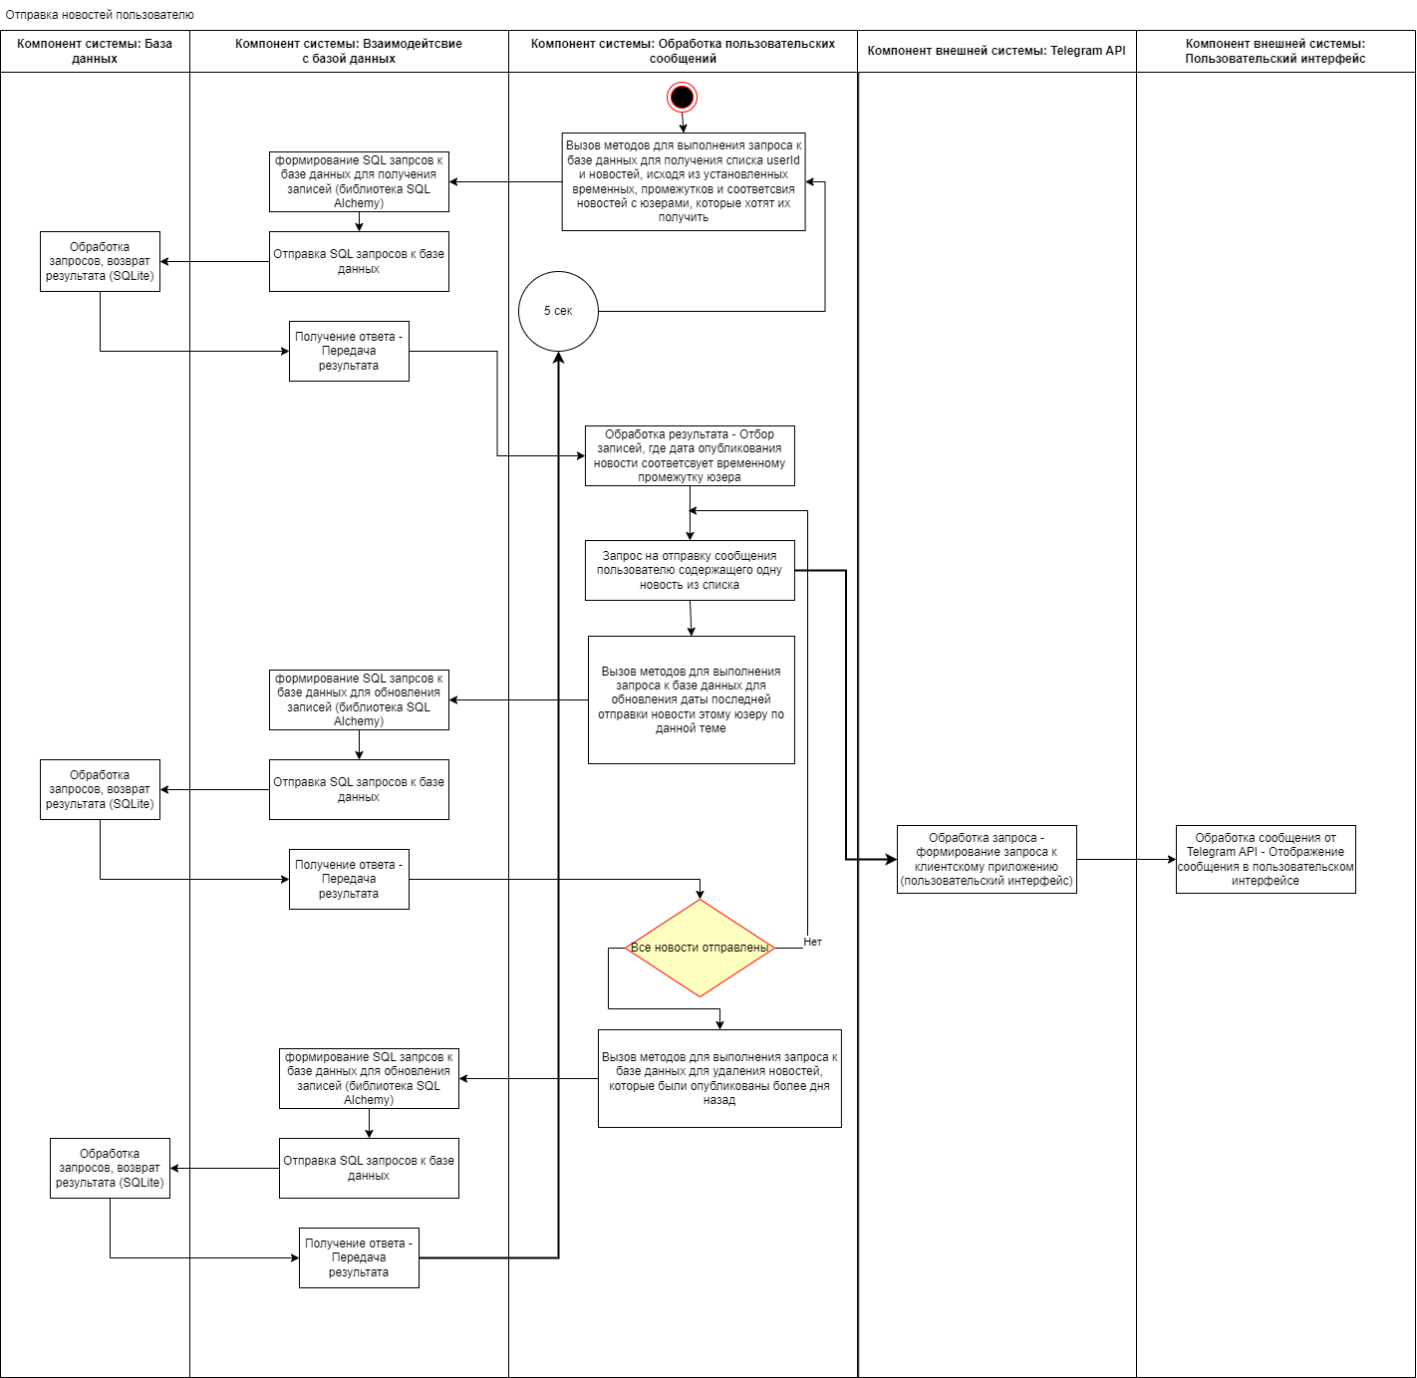 Отправка новостей пользователю
Компонент системы: База
данных
Компонент системы: Взаимодейтсвие
с базой данных
Компонент системы: Обработка пользовательских
сообщений
Компонент внешней системы: Telegram API
Компонент внешней системы:
Пользовательский интерфейс
Вызов методов для выполнения запроса к
базе данных для получения списка userId
и новостей, исходя из установленных
временных, промежутков и соответсвия
новостей с юзерами, которые хотят их
получить
формирование SQL запрсов к
базе данных для получения
записей (библиотека SQL
Alchemy)
Отправка SQL запросов к базе
данных
Обработка
запросов, возврат
результата (SQLite)
5 сек
Получение ответа -
Передача
результата
Обработка результата - Отбор
записей, где дата опубликования
новости соответсвует временному
промежутку юзера
Запрос на отправку сообщения
пользователю содержащего одну
новость из списка
Вызов методов для выполнения
запроса к базе данных для
обновления даты последней
отправки новости этому юзеру по
данной теме
формирование SQL запрсов к
базе данных для обновления
записей (библиотека SQL
Alchemy)
Отправка SQL запросов к базе
данных
Обработка
запросов, возврат
результата (SQLite)
Получение ответа -
Передача
результата
Обработка запроса -
формирование запроса к
клиентскому приложению
(пользовательский интерфейс)
Обработка сообщения от
Telegram API - Отображение
сообщения в пользовательском
интерфейсе
Все новости отправлены
Нет
Вызов методов для выполнения запроса к
базе данных для удаления новостей,
которые были опубликованы более дня
назад
формирование SQL запрсов к
базе данных для обновления
записей (библиотека SQL
Alchemy)
Отправка SQL запросов к базе
данных
Обработка
запросов, возврат
результата (SQLite)
Получение ответа -
Передача
результата